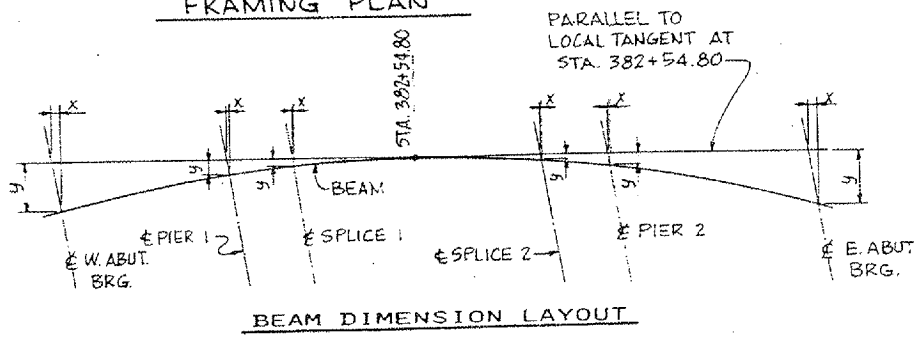 FRAMING PLAN
PARALLEL TO
LOCAL TANGENT AT
STA. 382+54.80
STA. 382+54.80
x
x
x
x
x
x
y
y
y
y
y
y
BEAM
℄ PIER 1
℄ SPLICE 1
℄ SPLICE 2
℄ PIER 2
℄ W. ABUT.
BRG.
℄ E. ABUT
BRG.
BEAM DIMENSION LAYOUT